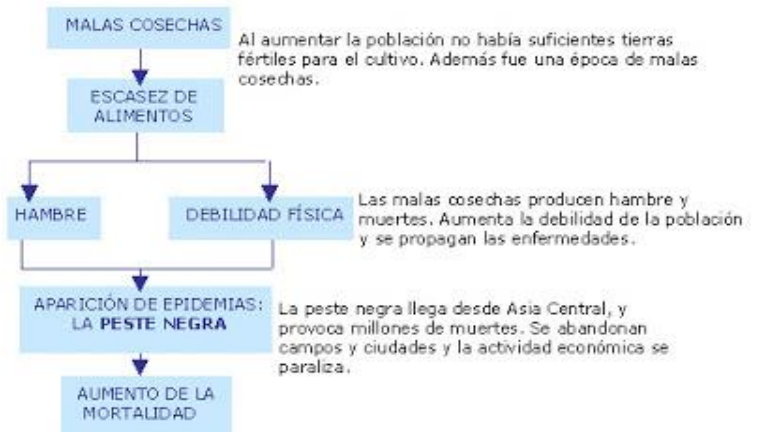 MALAS COSECHAS
Al aumentar la población no había suficientes tierras
fértiles para el cultivo. Además fue una época de malas
cosechas.
ESCASEZ DE
ALIMENTOS
HAMBRE
DEBILIDAD FÍSICA
Las malas cosechas producen hambre y
muertes. Aumenta la debilidad de la población
y se propagan las enfermedades.
APARICIÓN DE EPIDEMIAS:
LA PESTE NEGRA
La peste negra llega desde Asia Central, y
provoca millones de muertes. Se abandonan
campos y ciudades y la actividad económica se
paraliza.
AUMENTO DE LA
MORTALIDAD